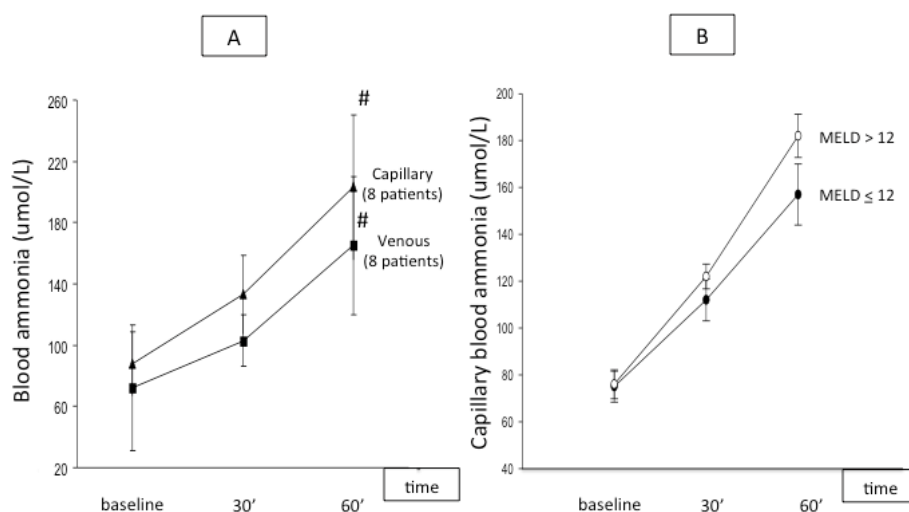 A
Blood ammonia (umol/L)
260
220
180
140
100
60
20
#
Capillary
(8 patients)
#
Venous
(8 patients)
baseline
30′
60′
time
B
Capillary blood ammonia (umol/L)
200
180
160
140
120
100
80
60
40
MELD > 12
MELD ≤ 12
baseline
30′
60′
time